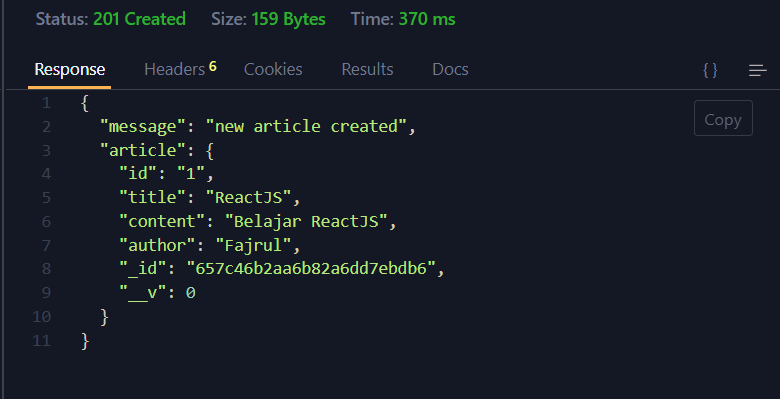 Status: 201 Created Size: 159 Bytes Time: 370 ms
Response Headers 6 Cookies Results Docs { }
1 {
2 "message": "new article created",
Copy
3 "article": {
4 "id": "1",
5 "title": "ReactJS",
6 "content": "Belajar ReactJS",
7 "author": "Fajrul",
8 "_id": "657c46b2aa6b82a6dd7ebdb6",
9 "__v": 0
10 }
11 }